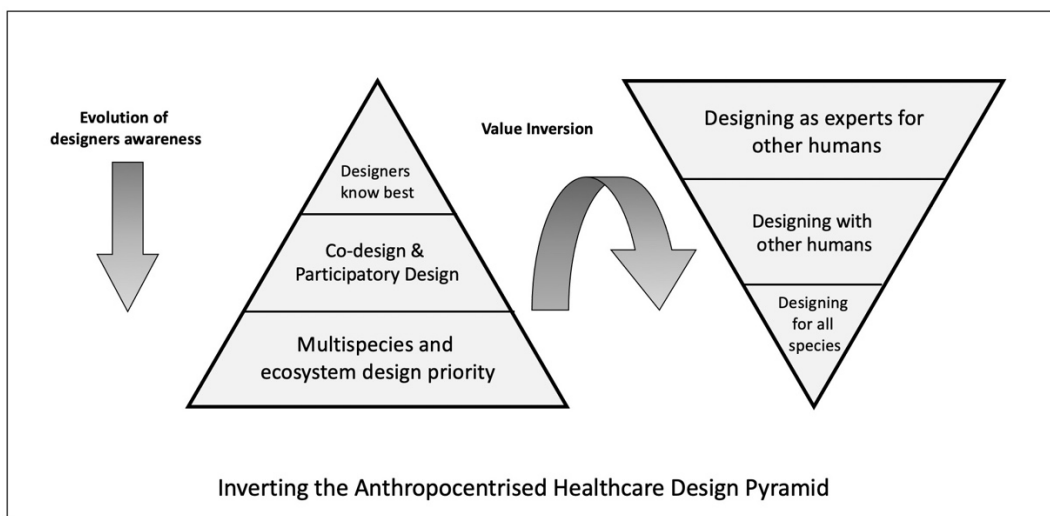 Evolution of
designers awareness
Designers
know best
Co-design &
Participatory Design
Multispecies and
ecosystem design priority
Value Inversion
Designing as experts for
other humans
Designing with
other humans
Designing
for all
species
Inverting the Anthropocentrised Healthcare Design Pyramid